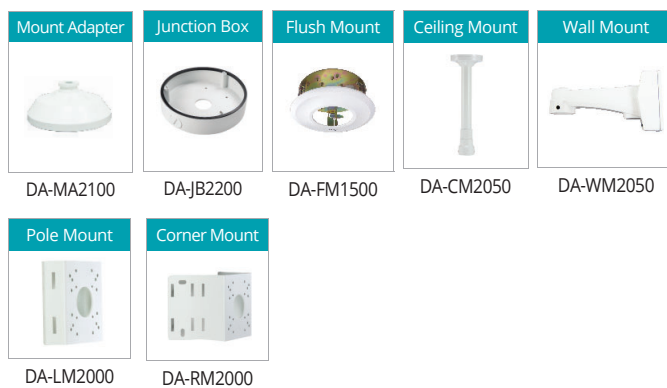 Mount Adapter
Junction Box
Flush Mount
Ceiling Mount
Wall Mount
DA-MA2100
DA-JB2200
DA-FM1500
DA-CM2050
DA-WM2050
Pole Mount
Corner Mount
DA-LM2000
DA-RM2000